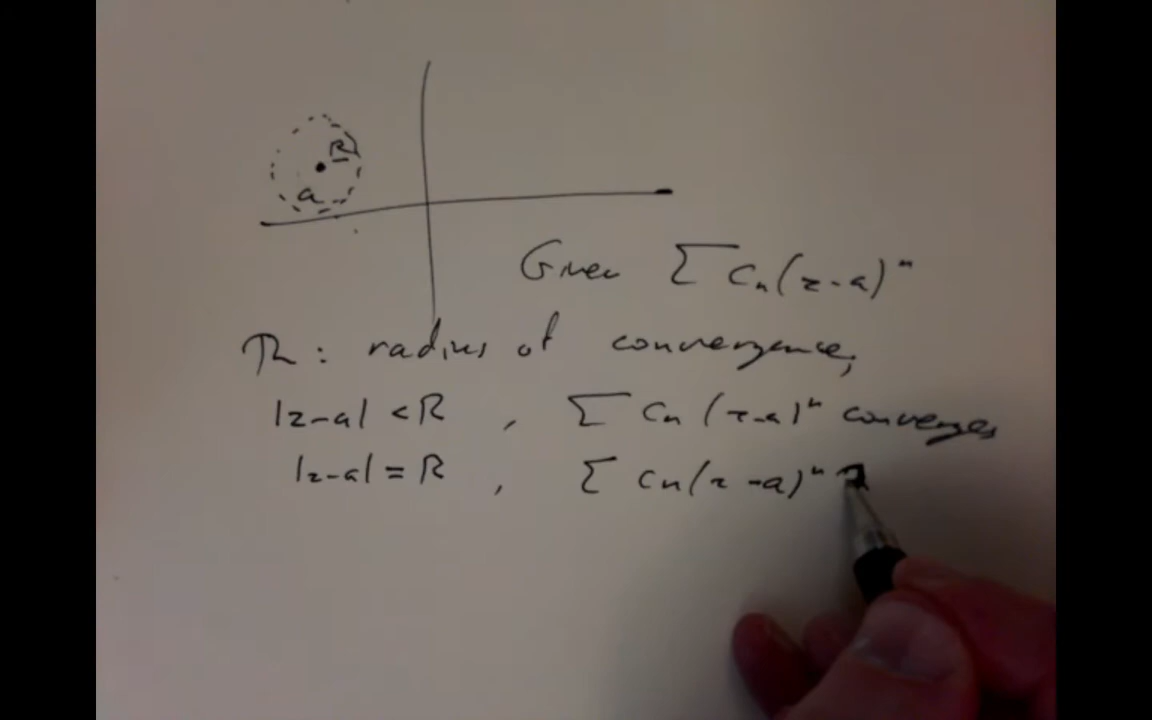 R
a
Given ∑ Cₙ(z-a)ⁿ
R : radius of convergence;
|z-a| < R , ∑ Cₙ(z-a)ⁿ converges
|z-a| = R , ∑ Cₙ(z-a)ⁿ ?